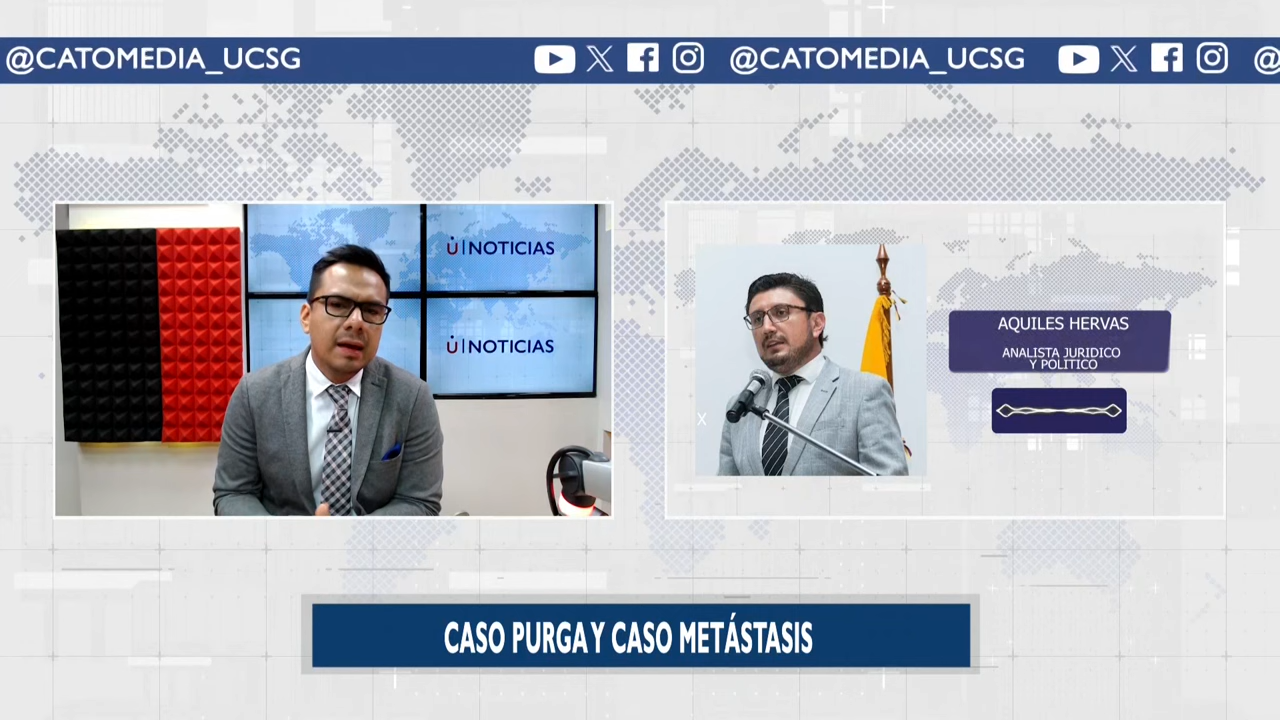 @CATOMEDIA_UCSG @CATOMEDIA_UCSG @
U|NOTICIAS
U|NOTICIAS
AQUILES HERVAS
ANALISTA JURIDICO
Y POLITICO
X
CASO PURGA Y CASO METÁSTASIS